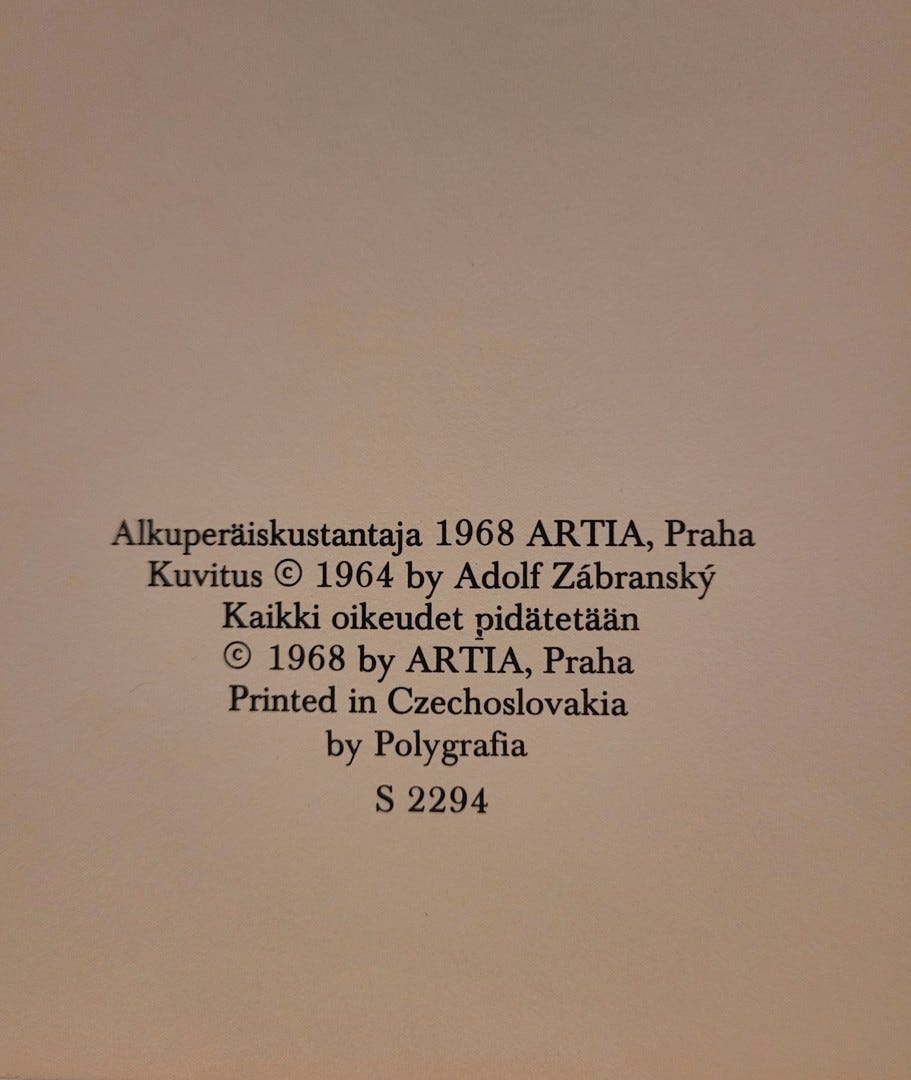 Alkuperäiskustantaja 1968 ARTIA, Praha
Kuvitus © 1964 by Adolf Zábranský
Kaikki oikeudet pidätetään
© 1968 by ARTIA, Praha
Printed in Czechoslovakia
by Polygrafia
S 2294